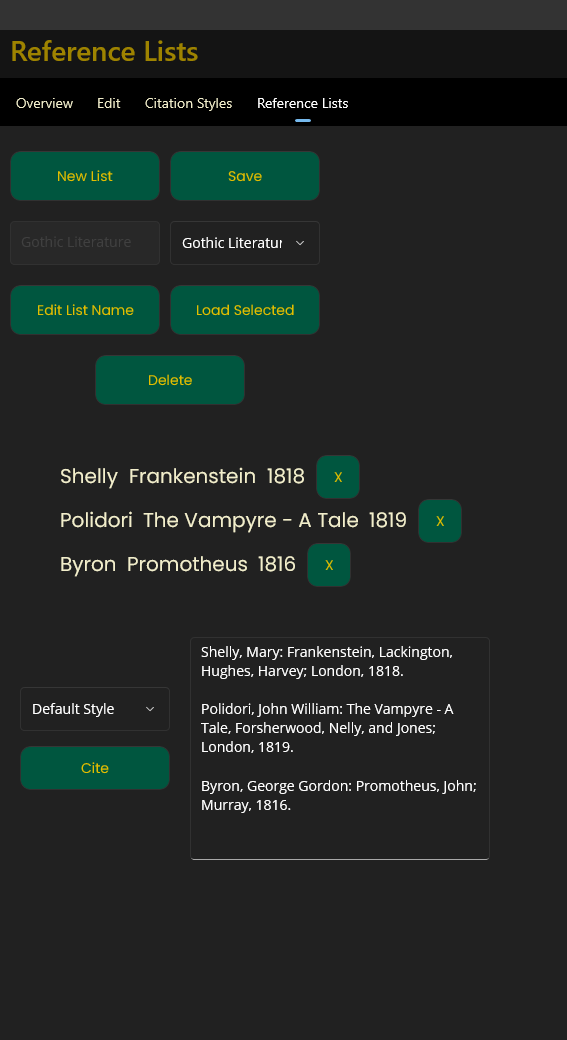 Reference Lists
Overview Edit Citation Styles Reference Lists
New List Save
Gothic Literature Gothic Literatur
Edit List Name Load Selected
Delete
Shelly Frankenstein 1818 X
Polidori The Vampyre - A Tale 1819 X
Byron Promotheus 1816 X
Default Style
Cite
Shelly, Mary: Frankenstein, Lackington,
Hughes, Harvey; London, 1818.
Polidori, John William: The Vampyre - A
Tale, Forsherwood, Nelly, and Jones;
London, 1819.
Byron, George Gordon: Promotheus, John;
Murray, 1816.